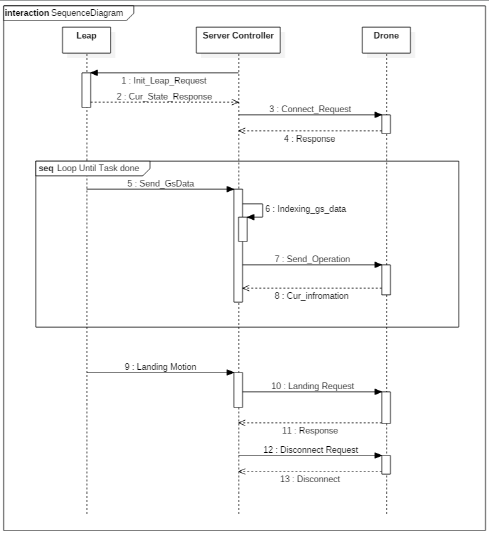 interaction SequenceDiagram
Leap
Server Controller
Drone
1 : Init_Leap_Request
2 : Cur_State_Response
3 : Connect_Request
4 : Response
seq Loop Until Task done
5 : Send_GsData
6 : Indexing_gs_data
7 : Send_Operation
8 : Cur_infromation
9 : Landing Motion
10 : Landing Request
11 : Response
12 : Disconnect Request
13 : Disconnect